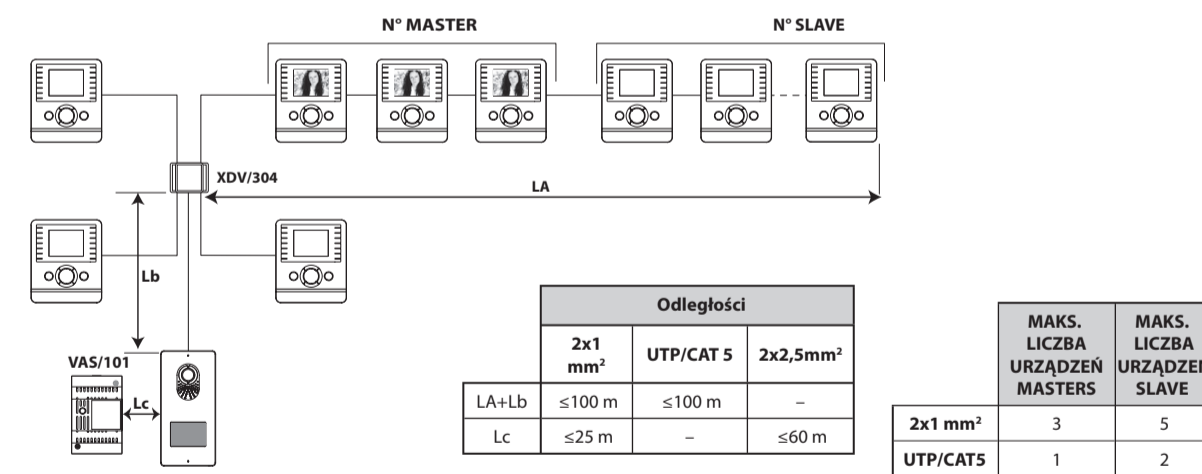 N° MASTER
N° SLAVE
XDV/304
LA
Lb
VAS/101
Lc
Odległości
2x1 mm² UTP/CAT 5 2x2,5mm²
LA+Lb ≤100 m ≤100 m –
Lc ≤25 m – ≤60 m
MAKS. MAKS.
LICZBA LICZBA
URZĄDZEŃ URZĄDZEŃ
MASTERS SLAVE
2x1 mm² 3 5
UTP/CAT5 1 2